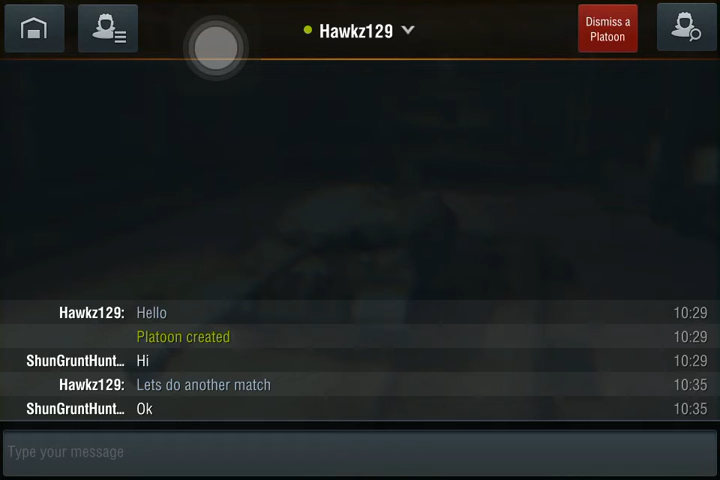 Hawkz129
Dismiss a
Platoon
Hawkz129: Hello 10:29
Platoon created 10:29
ShunGruntHunt... Hi 10:29
Hawkz129: Lets do another match 10:35
ShunGruntHunt... Ok 10:35
Type your message